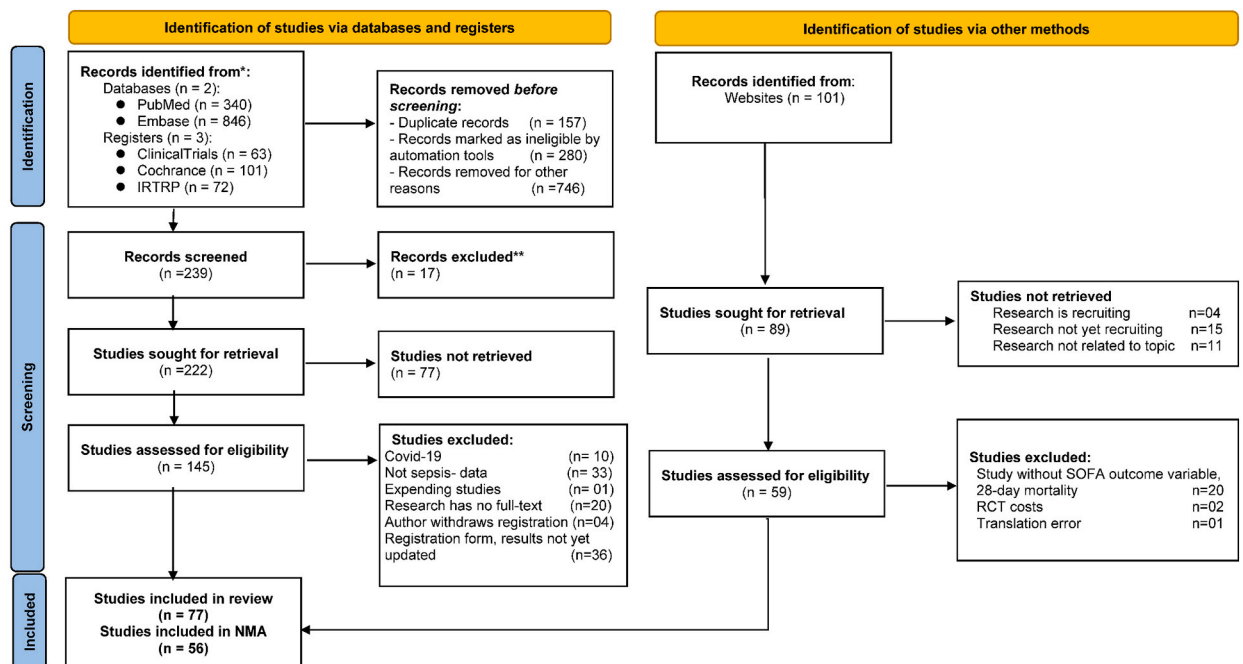 Identification of studies via databases and registers
Identification of studies via other methods
Identification
Records identified from*:
Databases (n = 2):
● PubMed (n = 340)
● Embase (n = 846)
Registers (n = 3):
● ClinicalTrials (n = 63)
● Cochrance (n = 101)
● IRTRP (n = 72)
Records removed before
screening:
- Duplicate records (n = 157)
- Records marked as ineligible by
automation tools
(n = 280)
- Records removed for other
reasons (n =746)
Records identified from:
Websites (n = 101)
Screening
Records screened
(n =239)
Records excluded**
(n = 17)
Studies sought for retrieval
(n =222)
Studies not retrieved
(n = 77)
Studies assessed for eligibility
(n = 145)
Studies excluded:
Covid-19 (n= 10)
Not sepsis- data (n= 33)
Expending studies (n= 01)
Research has no full-text (n=20)
Author withdraws registration (n=04)
Registration form, results not yet
updated (n=36)
Studies sought for retrieval
(n = 89)
Studies not retrieved
Research is recruiting n=04
Research not yet recruiting n=15
Research not related to topic n=11
Studies assessed for eligibility
(n = 59)
Studies excluded:
Study without SOFA outcome variable,
28-day mortality n=20
RCT costs n=02
Translation error n=01
Included
Studies included in review
(n = 77)
Studies included in NMA
(n = 56)